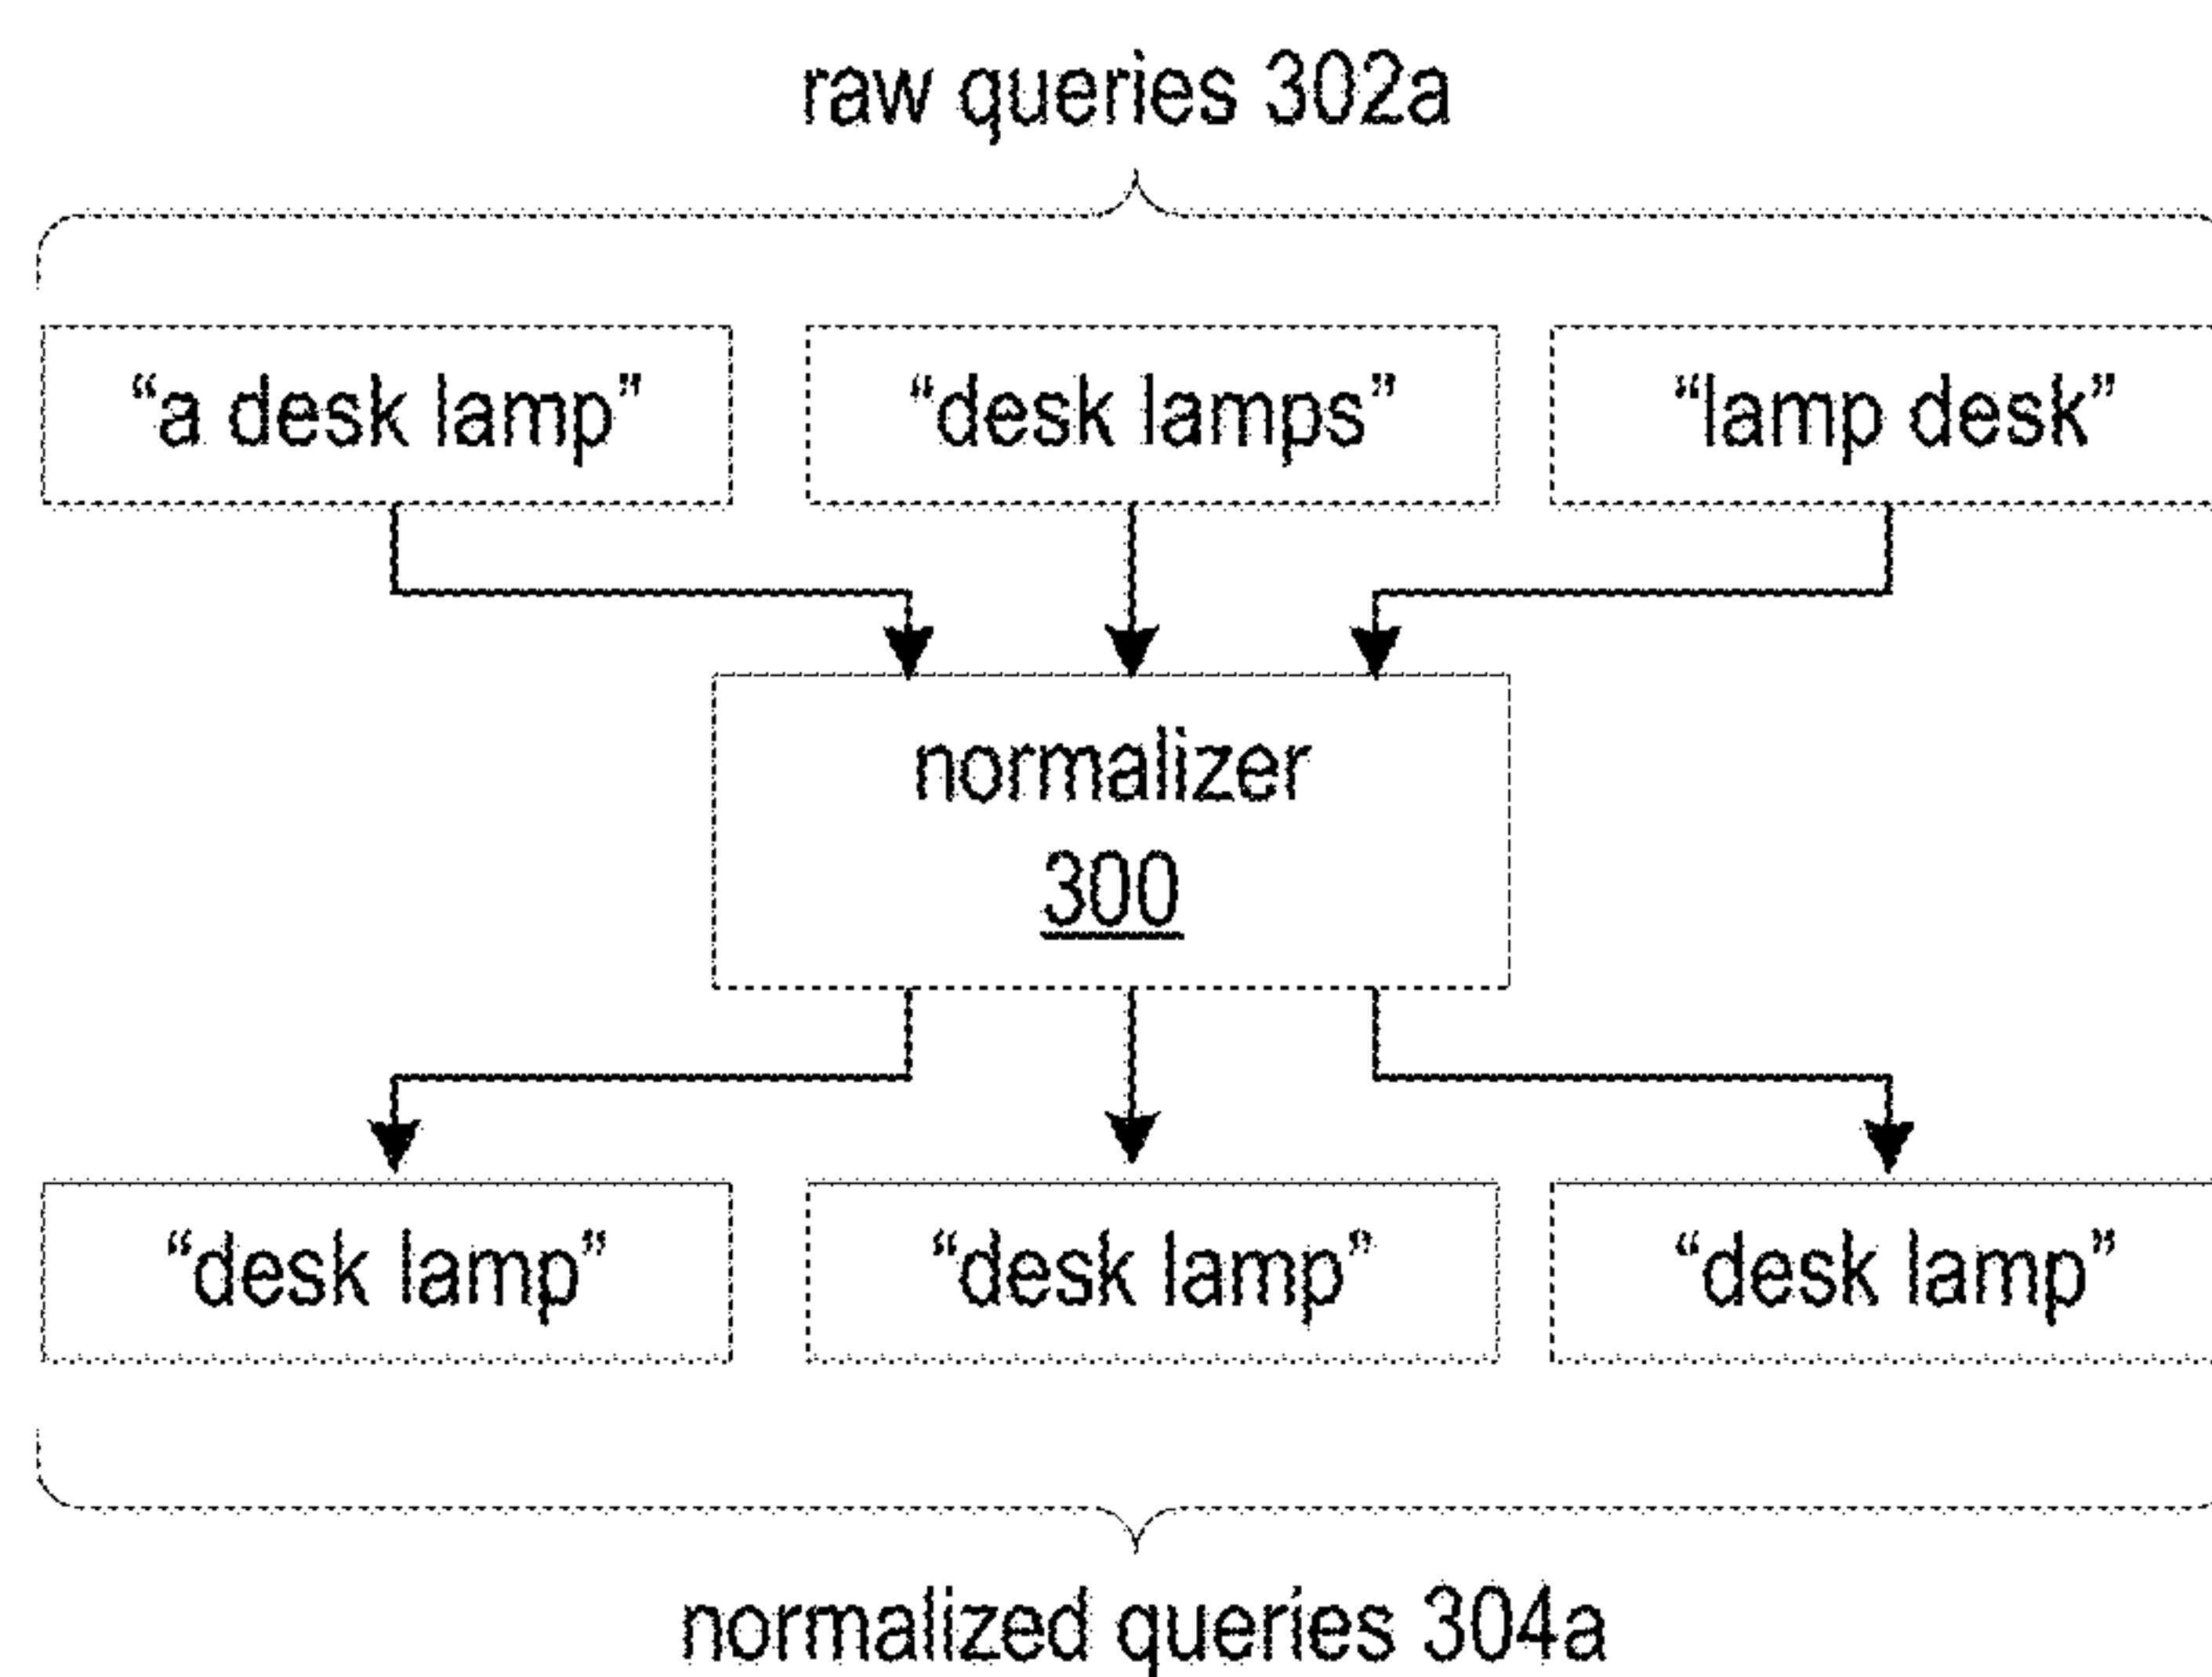 raw queries 302a
“a desk lamp” “desk lamps” “lamp desk”
normalizer
300
“desk lamp” “desk lamp” “desk lamp”
normalized queries 304a